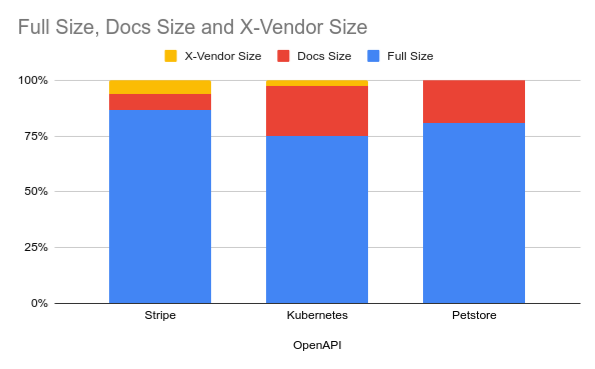 Full Size, Docs Size and X-Vendor Size
X-Vendor Size Docs Size Full Size
100%
75%
50%
25%
0%
Stripe Kubernetes Petstore
OpenAPI